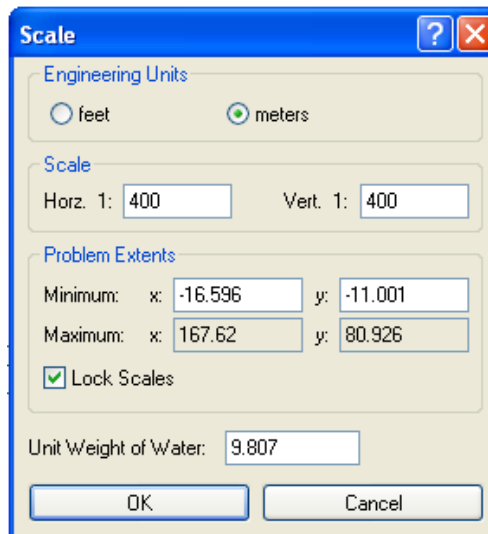 Scale
Engineering Units
feet meters
Scale
Horz. 1: 400 Vert. 1: 400
Problem Extents
Minimum: x: -16.596 y: -11.001
Maximum: x: 167.62 y: 80.926
Lock Scales
Unit Weight of Water: 9.807
OK Cancel